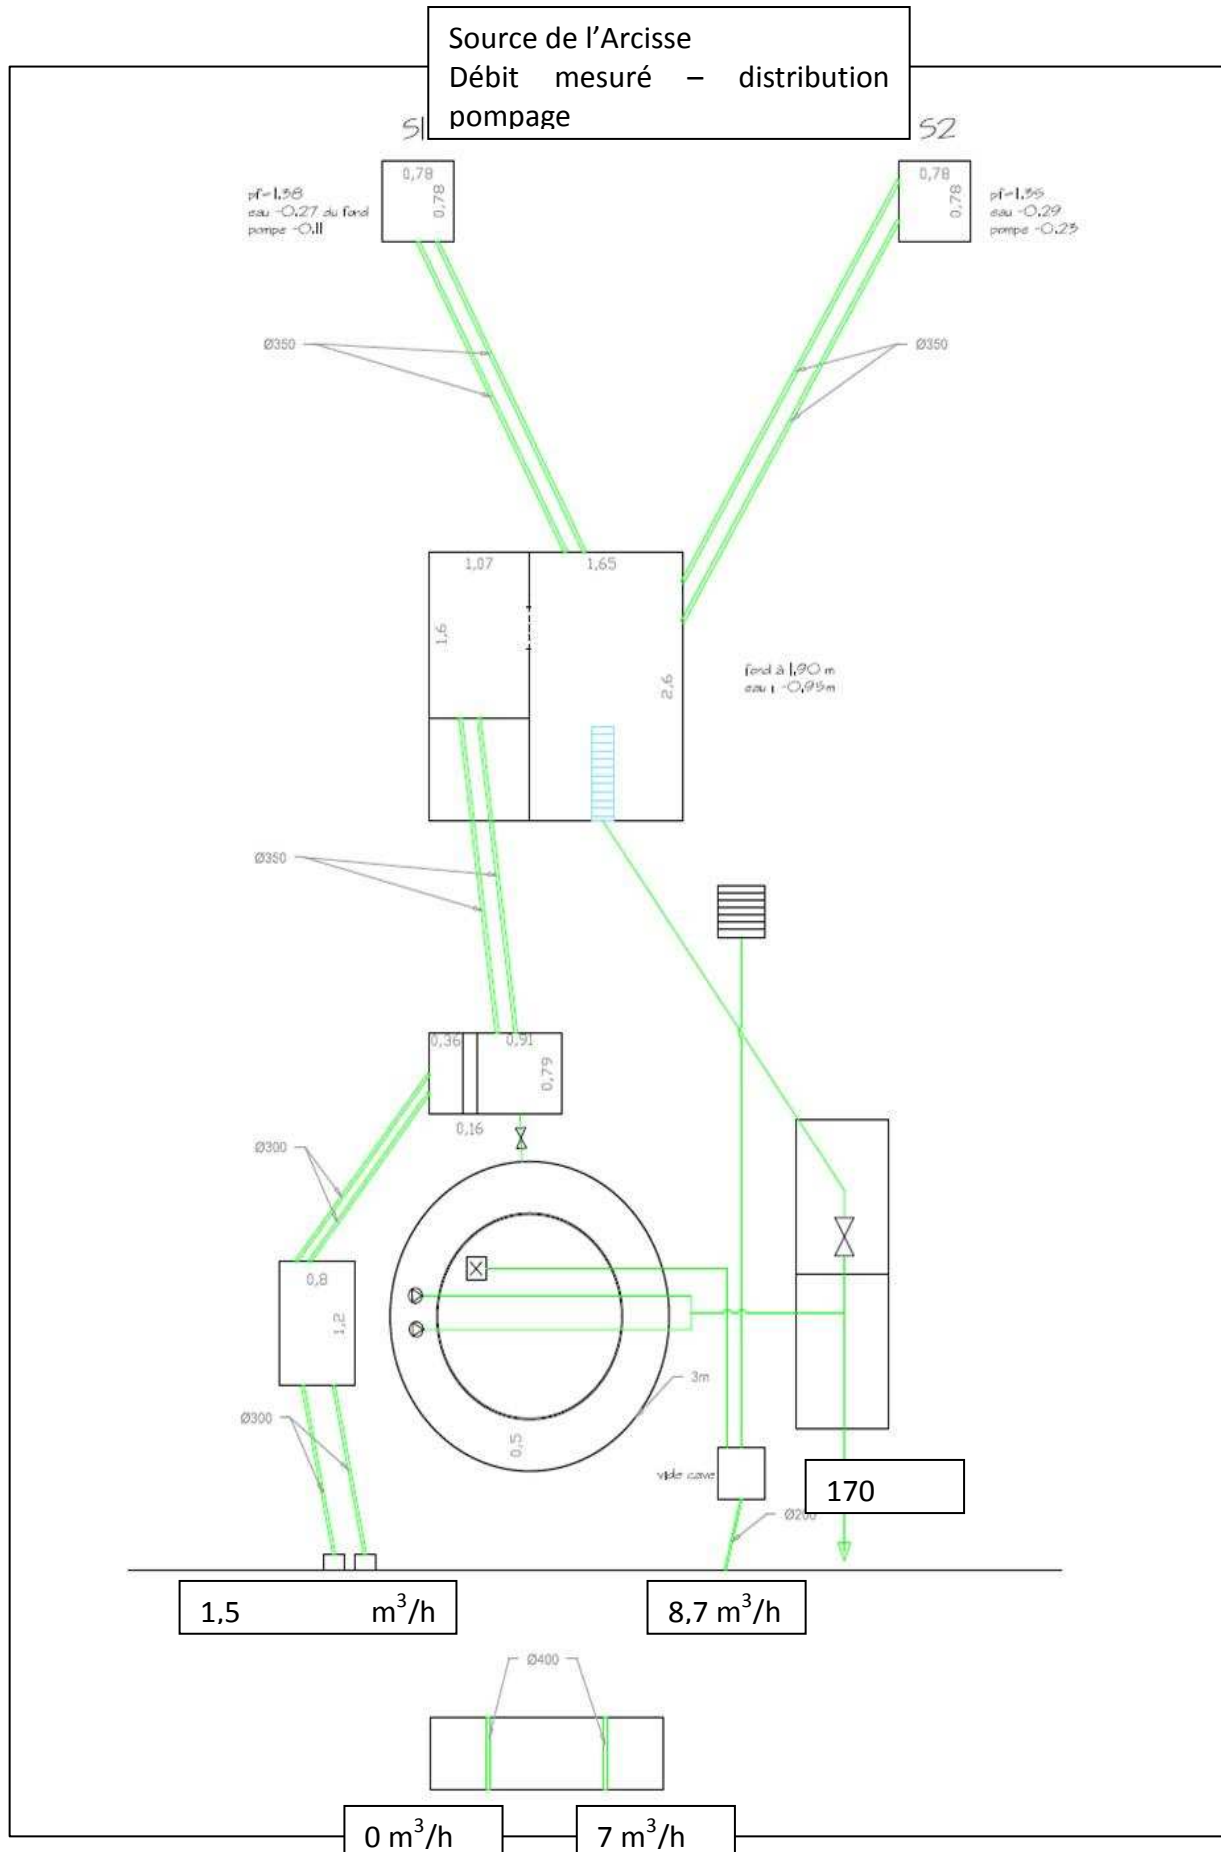 Source de l’Arcisse
Débit mesuré – distribution
pompage
S1
S2
0,78
0,78
pf=1.38
eau -0.27 du fond
pompe -0.11
0,78
0,78
pf=1.35
eau -0.29
pompe -0.23
Ø350
Ø350
1,07
1,65
1,6
2,6
fond à 1,90 m
eau : -0,95m
Ø350
0,36
0,91
0,79
0,16
Ø300
0,8
1,2
3m
Ø300
0,5
vide cave
170
Ø200
1,5 m³/h
8,7 m³/h
Ø400
0 m³/h
7 m³/h